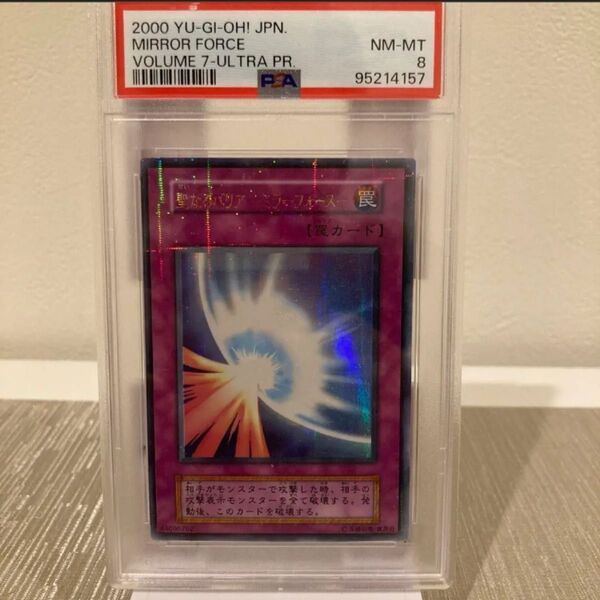 2000 YU-GI-OH! JPN.
MIRROR FORCE
VOLUME 7-ULTRA PR.
NM-MT
8
95214157
PSA
聖なるバリア －ミラーフォース－
罠
【罠カード】
相手がモンスターで攻撃した時、相手の
攻撃表示モンスターを全て破壊する。発
動後、このカードを破壊する。